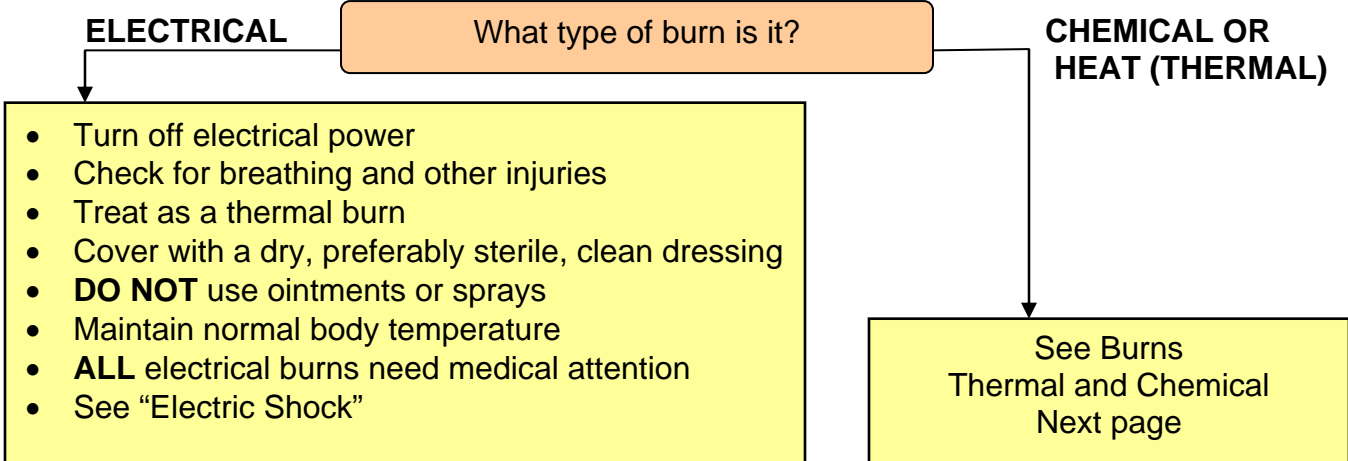 What type of burn is it?
ELECTRICAL
• Turn off electrical power
• Check for breathing and other injuries
• Treat as a thermal burn
• Cover with a dry, preferably sterile, clean dressing
• DO NOT use ointments or sprays
• Maintain normal body temperature
• ALL electrical burns need medical attention
• See “Electric Shock”
CHEMICAL OR
HEAT (THERMAL)
See Burns
Thermal and Chemical
Next page